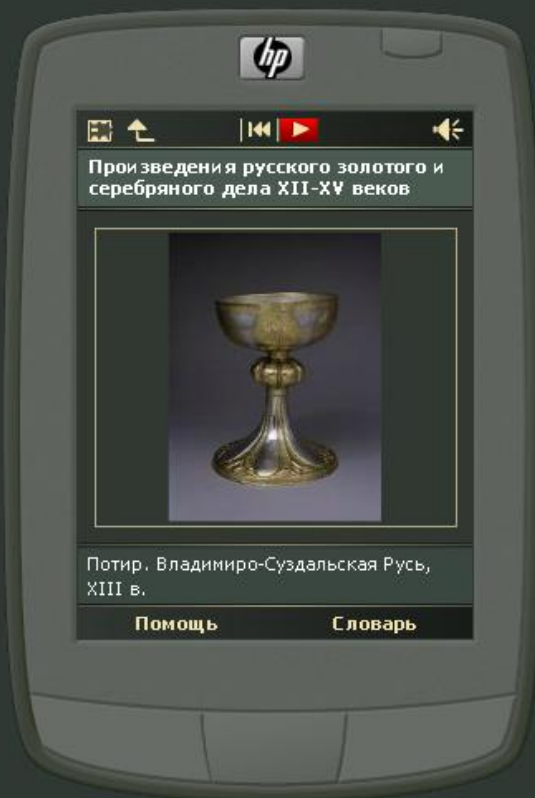 hp
Произведения русского золотого и
серебряного дела XII-XV веков
Потир. Владимиро-Суздальская Русь,
XIII в.
Помощь Словарь